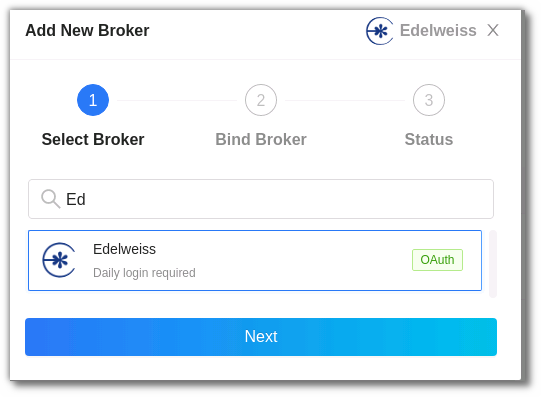 Add New Broker Edelweiss X
1 2 3
Select Broker Bind Broker Status
Ed
Edelweiss
Daily login required
OAuth
Next